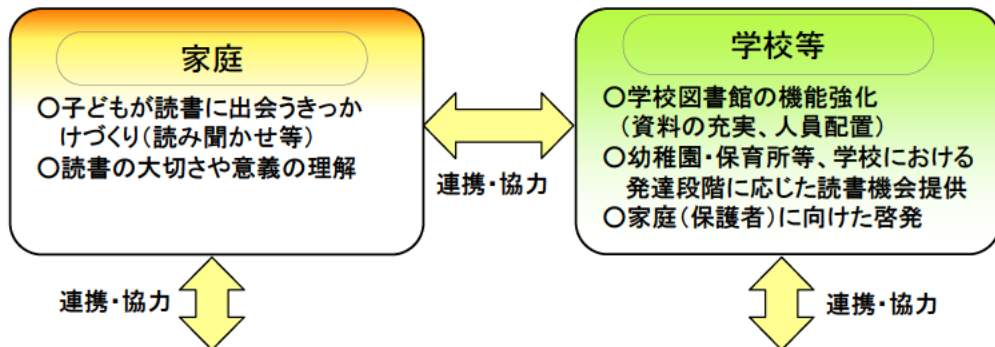 家庭
○子どもが読書に出会うきっか
けづくり(読み聞かせ等)
○読書の大切さや意義の理解
連携・協力
学校等
○学校図書館の機能強化
(資料の充実、人員配置)
○幼稚園・保育所等、学校における
発達段階に応じた読書機会提供
○家庭(保護者)に向けた啓発
連携・協力
連携・協力